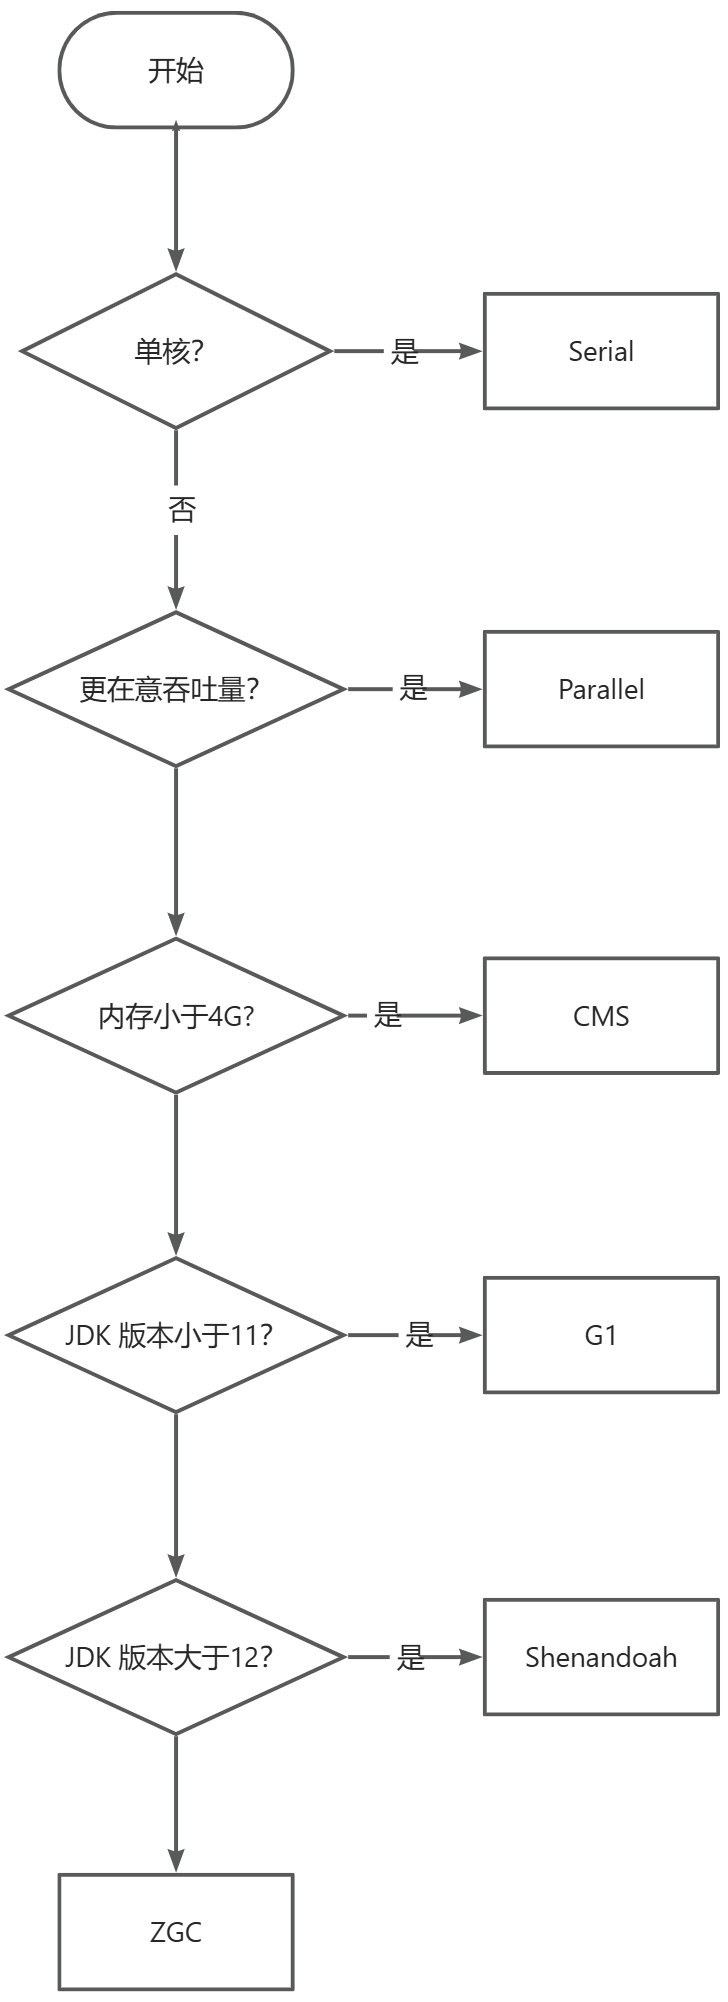 开始
单核？
是
Serial
否
更在意吞吐量？
是
Parallel
内存小于4G?
是
CMS
JDK 版本小于11？
是
G1
JDK 版本大于12？
是
Shenandoah
ZGC